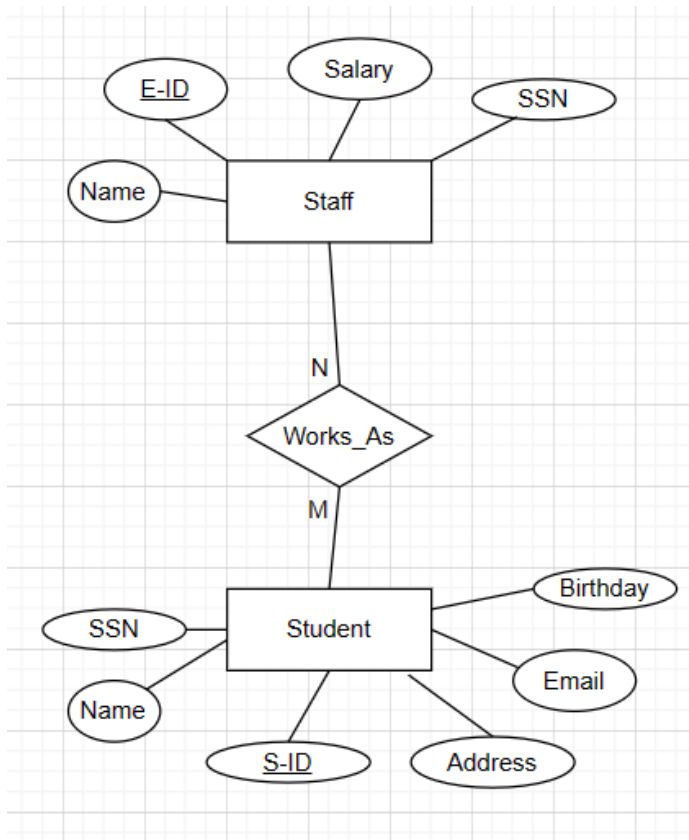 Salary
E-ID
SSN
Name
Staff
N
Works_As
M
Birthday
SSN
Student
Email
Name
S-ID
Address